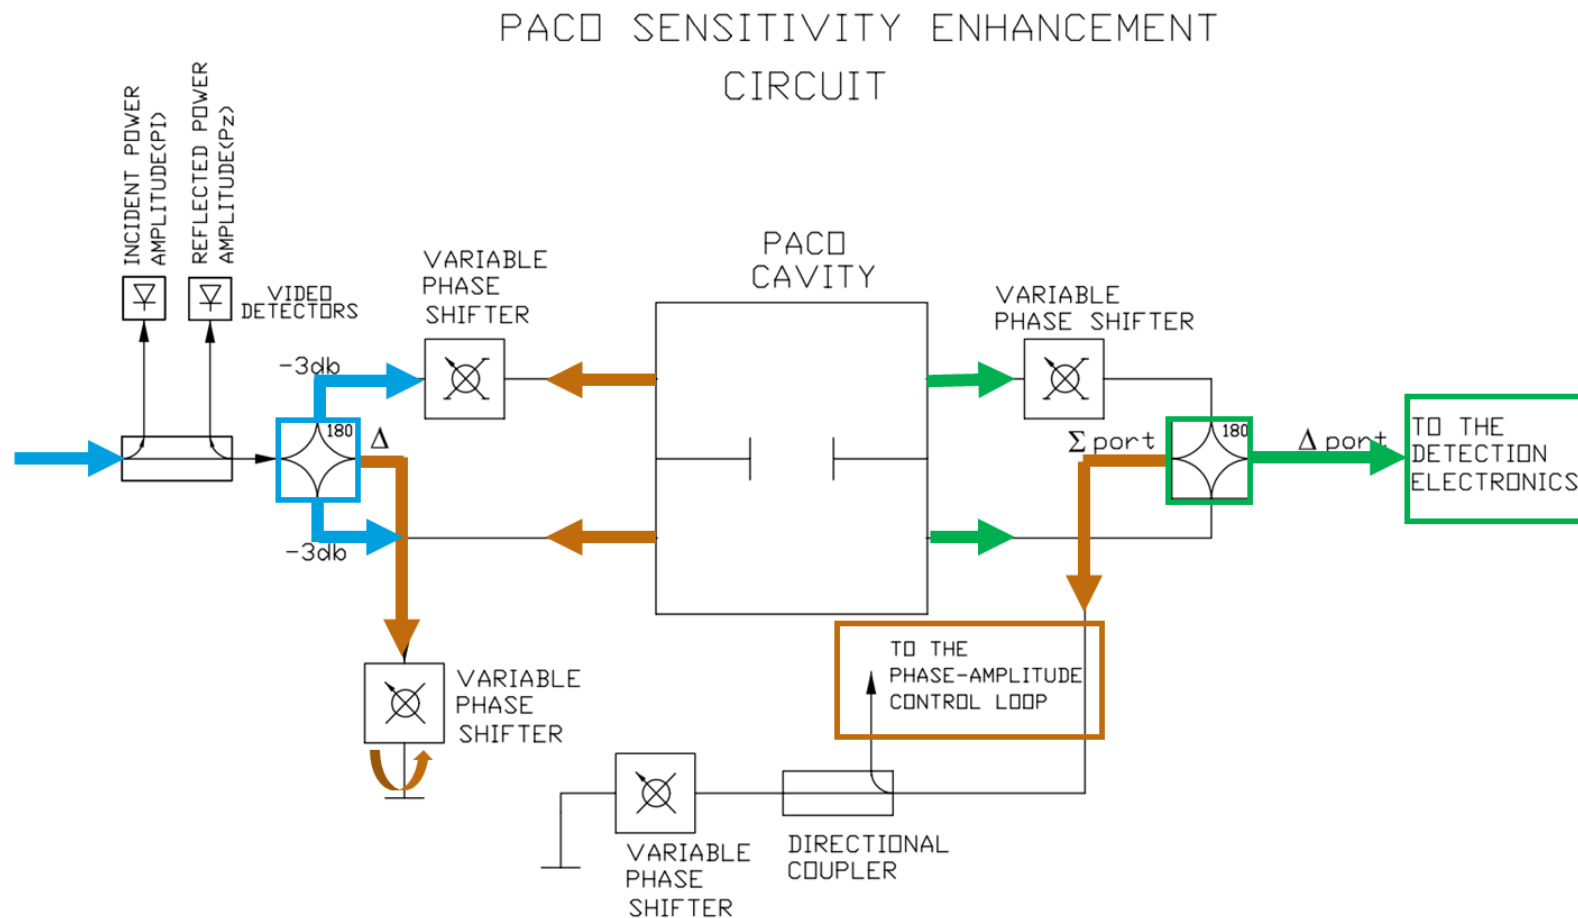 PACO SENSITIVITY ENHANCEMENT
CIRCUIT
INCIDENT POWER
AMPLITUDE(PI)
REFLECTED POWER
AMPLITUDE(Pz)
VIDEO
DETECTORS
VARIABLE
PHASE
SHIFTER
PACO
CAVITY
VARIABLE
PHASE SHIFTER
-3db
180
Δ
-3db
Σ port
180
Δ port
TO THE
DETECTION
ELECTRONICS
VARIABLE
PHASE
SHIFTER
TO THE
PHASE-AMPLITUDE
CONTROL LOOP
DIRECTIONAL
COUPLER
VARIABLE
PHASE
SHIFTER